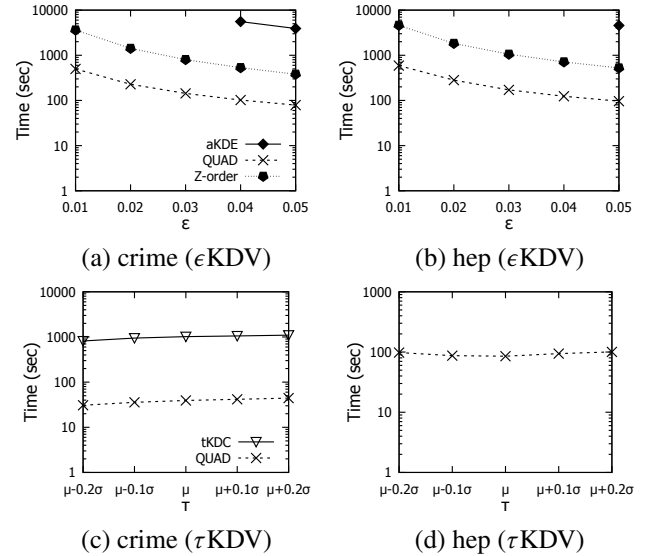 10000
1000
100
10
1
Time (sec)
aKDE
QUAD
Z-order
0.01 0.02 0.03 0.04 0.05
ε
(a) crime (ϵKDV)
10000
1000
100
10
1
Time (sec)
0.01 0.02 0.03 0.04 0.05
ε
(b) hep (ϵKDV)
10000
1000
100
10
1
Time (sec)
tKDC
QUAD
μ-0.2σ μ-0.1σ μ μ+0.1σ μ+0.2σ
τ
(c) crime (τKDV)
1000
100
10
1
Time (sec)
μ-0.2σ μ-0.1σ μ μ+0.1σ μ+0.2σ
τ
(d) hep (τKDV)